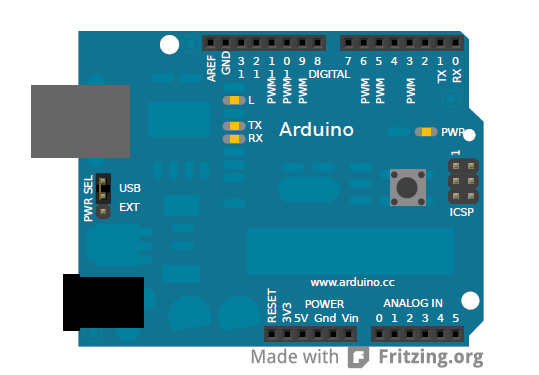 AREF
GND
13
12
11
10
9
8
7
6
5
4
3
2
1
0
DIGITAL
PWM
PWM
PWM
PWM
PWM
PWM
TX
RX
L
TX
RX
Arduino
PWR
1
ICSP
PWR SEL
USB
EXT
www.arduino.cc
RESET
3V3
POWER
5V Gnd Vin
ANALOG IN
0 1 2 3 4 5
Made with Fritzing.org